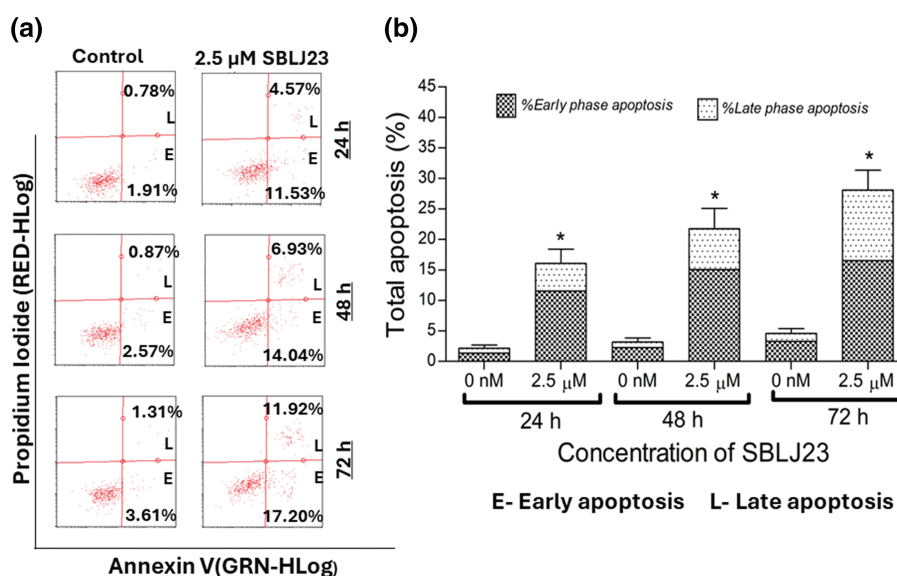 (a)
Control
2.5 µM SBLJ23
0.78%
L
E
1.91%
4.57%
L
E
11.53%
24 h
0.87%
L
E
2.57%
6.93%
L
E
14.04%
48 h
1.31%
L
E
3.61%
11.92%
L
E
17.20%
72 h
Propidium Iodide (RED-HLog)
Annexin V(GRN-HLog)
(b)
%Early phase apoptosis
%Late phase apoptosis
Total apoptosis (%)
45
40
35
30
25
20
15
10
5
0
*
*
*
0 nM
2.5 µM
0 nM
2.5 µM
0 nM
2.5 µM
24 h
48 h
72 h
Concentration of SBLJ23
E- Early apoptosis
L- Late apoptosis